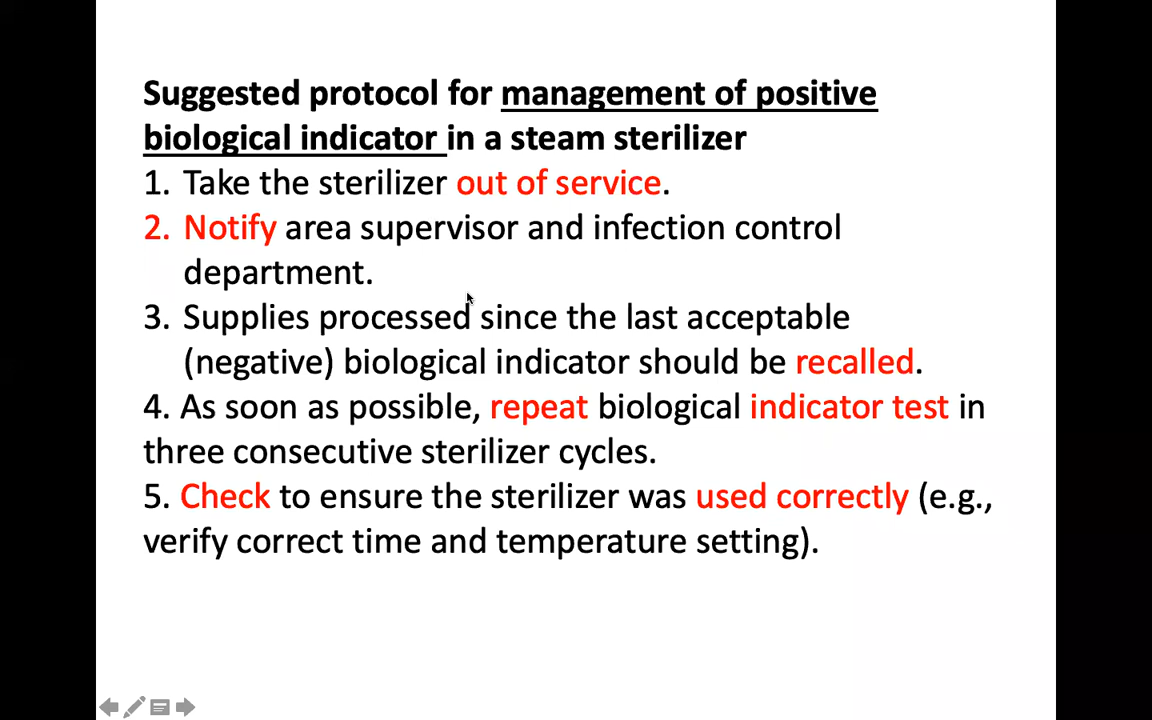 Suggested protocol for management of positive
biological indicator in a steam sterilizer
1. Take the sterilizer out of service.
2. Notify area supervisor and infection control
department.
3. Supplies processed since the last acceptable
(negative) biological indicator should be recalled.
4. As soon as possible, repeat biological indicator test in
three consecutive sterilizer cycles.
5. Check to ensure the sterilizer was used correctly (e.g.,
verify correct time and temperature setting).